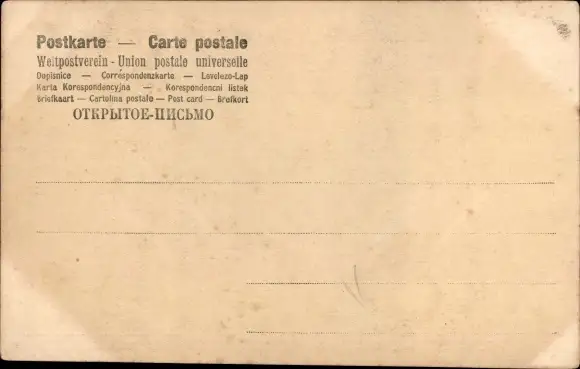 Postkarte — Carte postale
Weltpostverein - Union postale universelle
Dopisnice — Correspondenzkarte — Levelezo-Lap
Karta Korespondencyjna — Korespondencni listek
Briefkaart — Cartolina postale — Post card — Brefkort
ОТКРЫТОЕ-ПИСЬМО